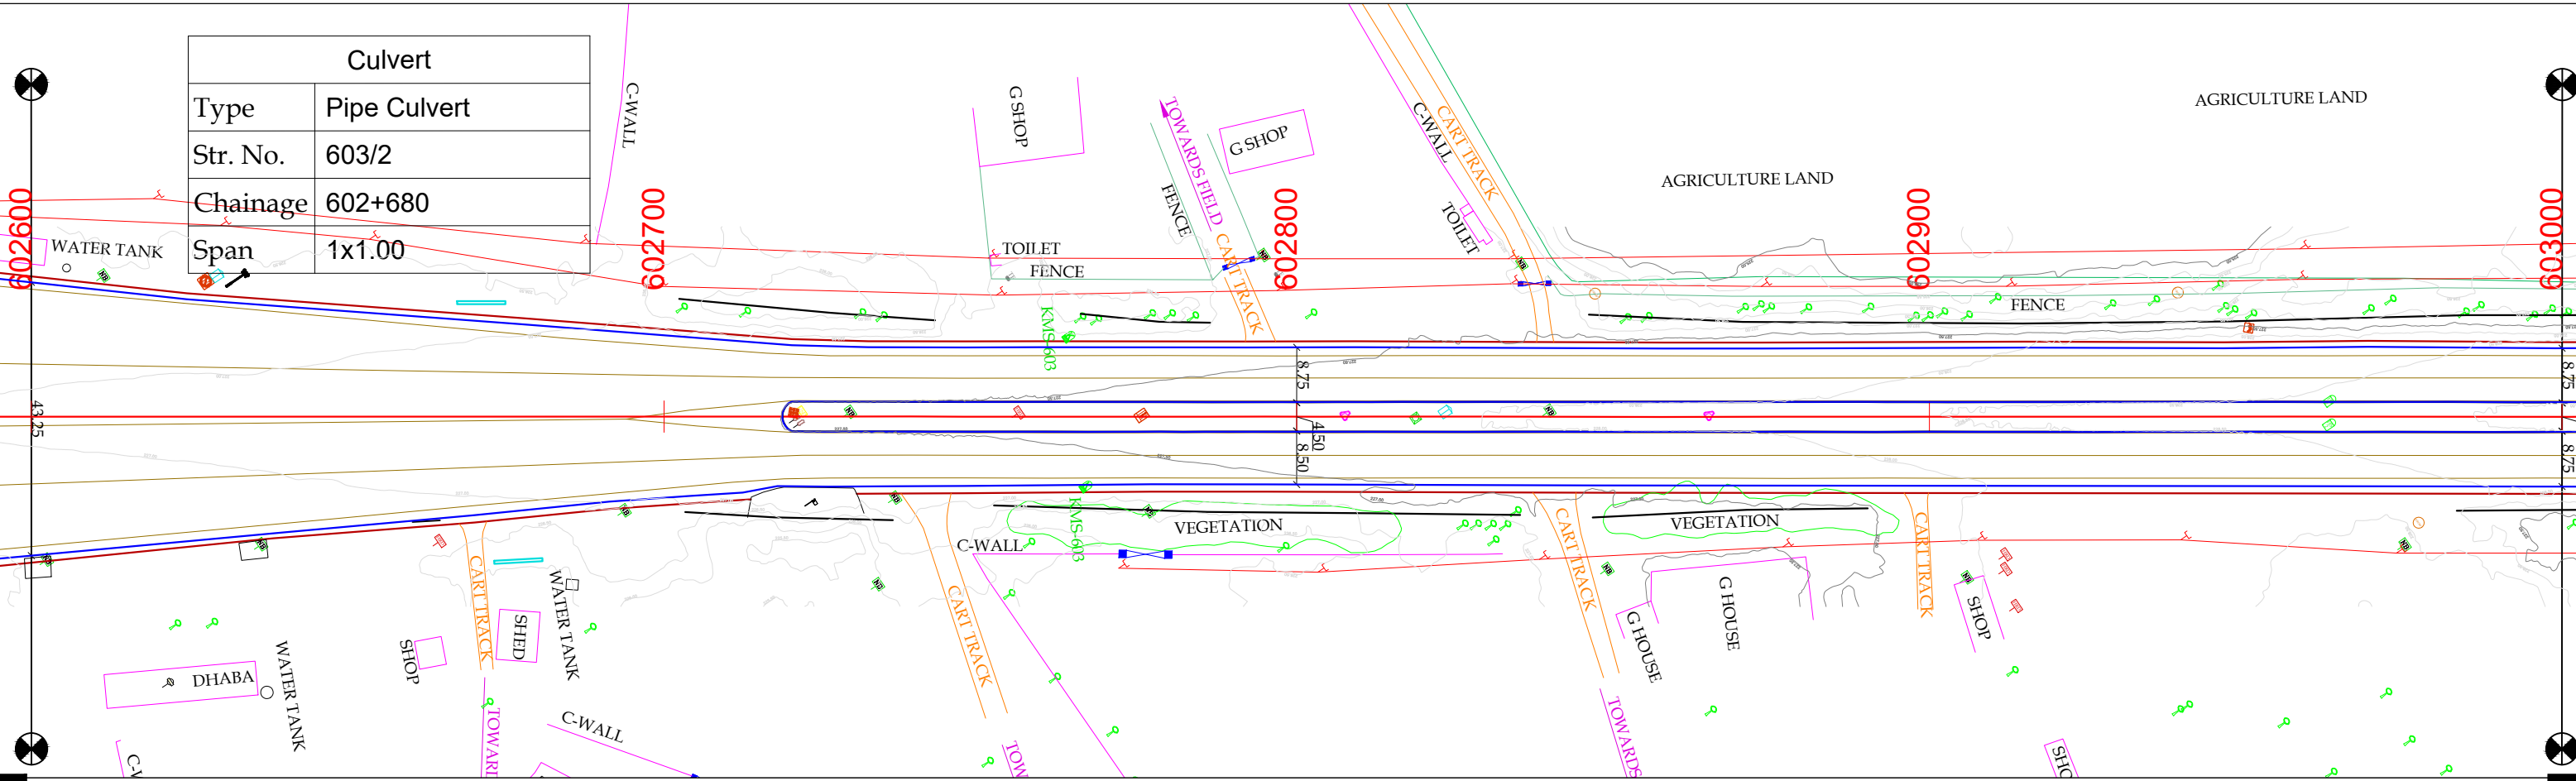 Culvert
Type Pipe Culvert
Str. No. 603/2
Chainage 602+680
Span 1x1.00
C-WALL
G SHOP
TOWARDS FIELD
G SHOP
FENCE
C-WALL
CART TRACK
AGRICULTURE LAND
AGRICULTURE LAND
602600
602700
602800
602900
603000
WATER TANK
TOILET
FENCE
CART TRACK
TOILET
FENCE
KMS-603
43.25
8.75
4.50
8.50
8.75
8.75
KMS-603
VEGETATION
VEGETATION
C-WALL
CART TRACK
WATER TANK
SHED
SHOP
CART TRACK
CART TRACK
CART TRACK
G HOUSE
G HOUSE
SHOP
DHABA
WATER TANK
C-WALL
TOWARDS